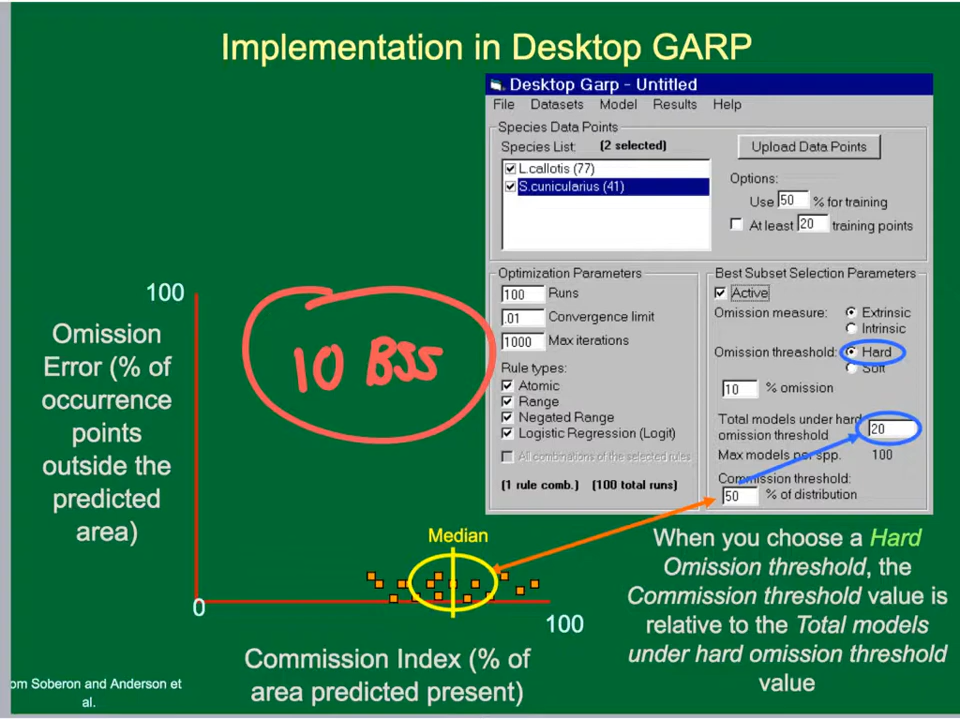 Implementation in Desktop GARP
Desktop Garp - Untitled
File Datasets Model Results Help
Species Data Points
Species List: (2 selected)
L.callotis (77)
S.cunicularius (41)
Upload Data Points
Options:
Use 50 % for training
At least 20 training points
Optimization Parameters
100 Runs
.01 Convergence limit
1000 Max iterations
Rule types:
Atomic
Range
Negated Range
Logistic Regression (Logit)
All combinations of the selected rules
(1 rule comb.) (100 total runs)
Best Subset Selection Parameters
Active
Omission measure: Extrinsic
Intrinsic
Omission threashold: Hard
Soft
10 % omission
Total models under hard
omission threshold 20
Max models per spp. 100
Commission threshold:
50 % of distribution
100
Omission
Error (% of
occurrence
points
outside the
predicted
area)
10 BSS
Median
0
100
Commission Index (% of
area predicted present)
When you choose a Hard
Omission threshold, the
Commission threshold value is
relative to the Total models
under hard omission threshold
value
om Soberon and Anderson et
al.